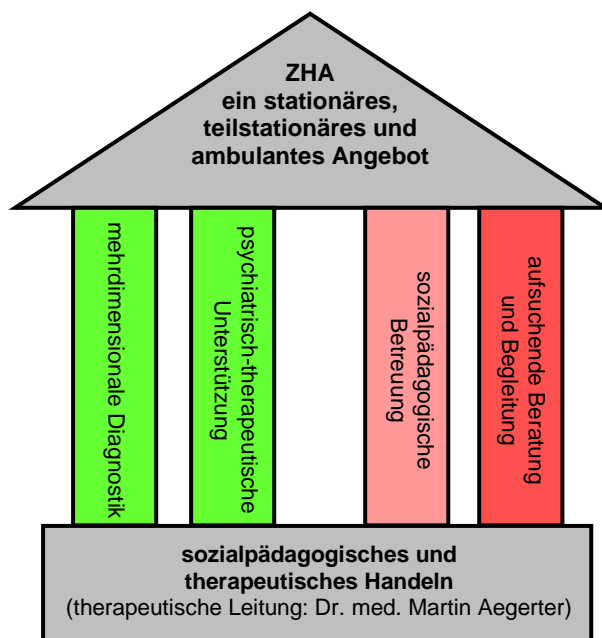 ZHA
ein stationäres,
teilstationäres und
ambulantes Angebot
mehrdimensionale Diagnostik
psychiatrisch-therapeutische
Unterstützung
sozialpädagogische
Betreuung
aufsuchende Beratung
und Begleitung
sozialpädagogisches und
therapeutisches Handeln
(therapeutische Leitung: Dr. med. Martin Aegerter)